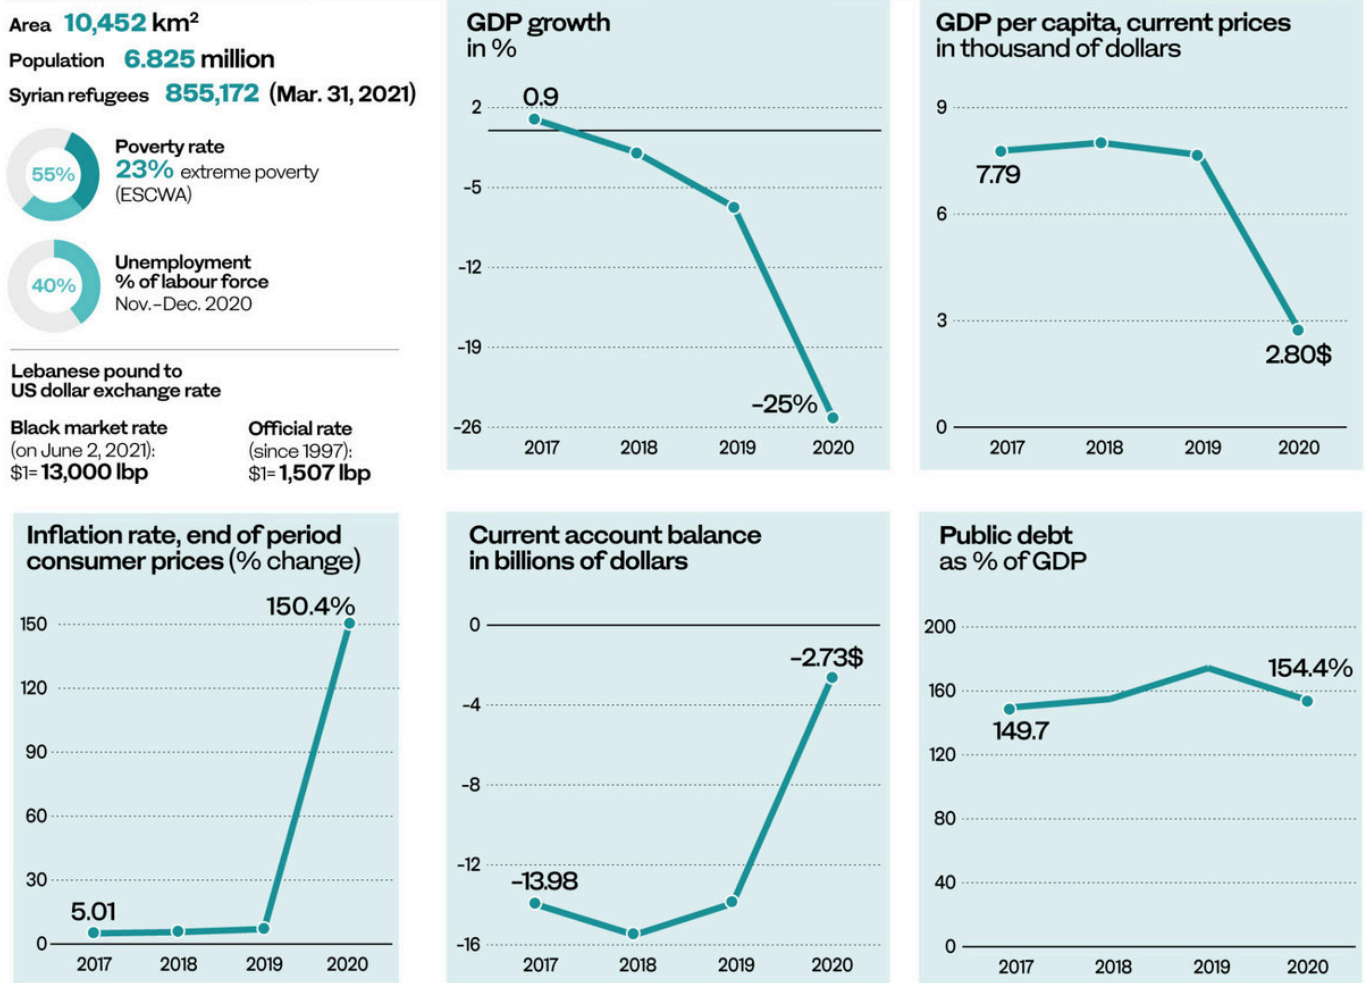 Area 10,452 km²
Population 6.825 million
Syrian refugees 855,172 (Mar. 31, 2021)
55%
Poverty rate
23% extreme poverty
(ESCWA)
40%
Unemployment
% of labour force
Nov.–Dec. 2020
Lebanese pound to
US dollar exchange rate
Black market rate
(on June 2, 2021):
$1= 13,000 lbp
Official rate
(since 1997):
$1= 1,507 lbp
GDP growth
in %
0.9
2
-5
-12
-19
-25%
-26
2017 2018 2019 2020
GDP per capita, current prices
in thousand of dollars
9
7.79
6
3
2.80$
0
2017 2018 2019 2020
Inflation rate, end of period
consumer prices (% change)
150.4%
150
120
90
60
30
5.01
0
2017 2018 2019 2020
Current account balance
in billions of dollars
0
-2.73$
-4
-8
-12
-13.98
-16
2017 2018 2019 2020
Public debt
as % of GDP
200
154.4%
160
149.7
120
80
40
0
2017 2018 2019 2020